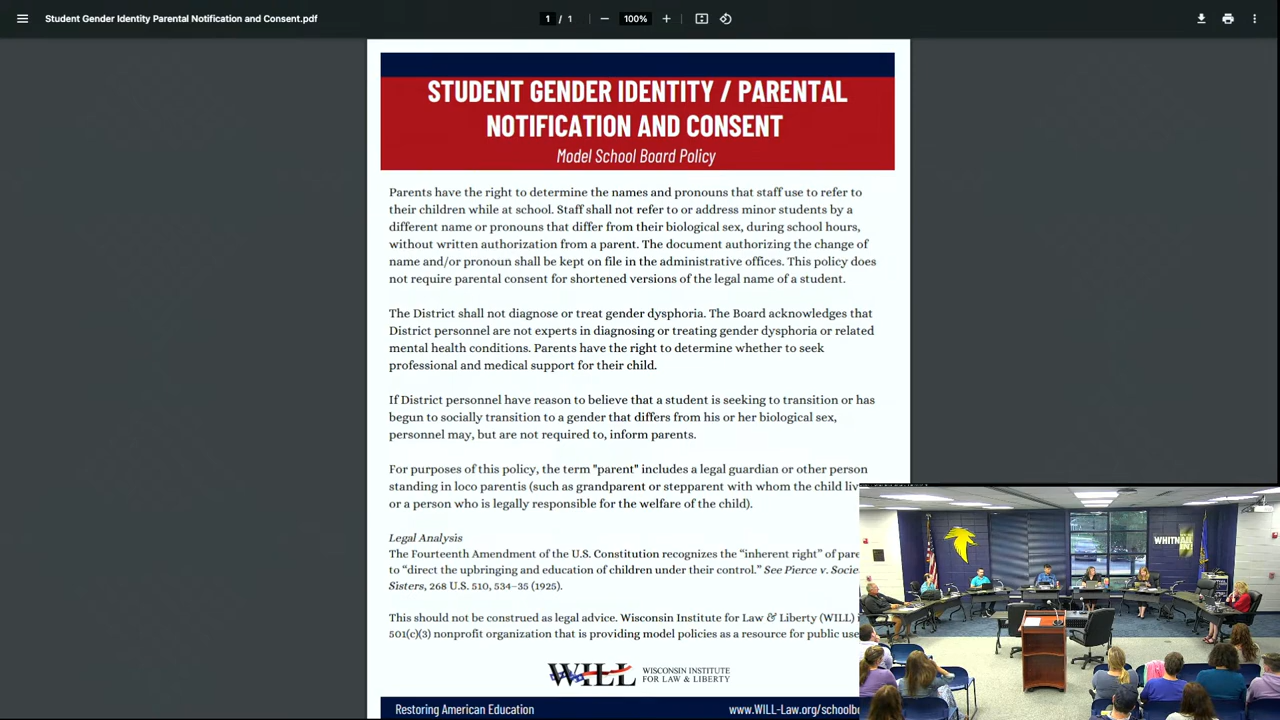 Student Gender Identity Parental Notification and Consent.pdf
1 / 1
100%
STUDENT GENDER IDENTITY / PARENTAL
NOTIFICATION AND CONSENT
Model School Board Policy
Parents have the right to determine the names and pronouns that staff use to refer to
their children while at school. Staff shall not refer to or address minor students by a
different name or pronouns that differ from their biological sex, during school hours,
without written authorization from a parent. The document authorizing the change of
name and/or pronoun shall be kept on file in the administrative offices. This policy does
not require parental consent for shortened versions of the legal name of a student.
The District shall not diagnose or treat gender dysphoria. The Board acknowledges that
District personnel are not experts in diagnosing or treating gender dysphoria or related
mental health conditions. Parents have the right to determine whether to seek
professional and medical support for their child.
If District personnel have reason to believe that a student is seeking to transition or has
begun to socially transition to a gender that differs from his or her biological sex,
personnel may, but are not required to, inform parents.
For purposes of this policy, the term "parent" includes a legal guardian or other person
standing in loco parentis (such as grandparent or stepparent with whom the child liv
or a person who is legally responsible for the welfare of the child).
Legal Analysis
The Fourteenth Amendment of the U.S. Constitution recognizes the “inherent right” of pare
to “direct the upbringing and education of children under their control.” See Pierce v. Socie
Sisters, 268 U.S. 510, 534–35 (1925).
This should not be construed as legal advice. Wisconsin Institute for Law & Liberty (WILL) i
501(c)(3) nonprofit organization that is providing model policies as a resource for public use
WILL
WISCONSIN INSTITUTE
FOR LAW & LIBERTY
Restoring American Education
www.WILL-Law.org/schoolbo
WHITNALL